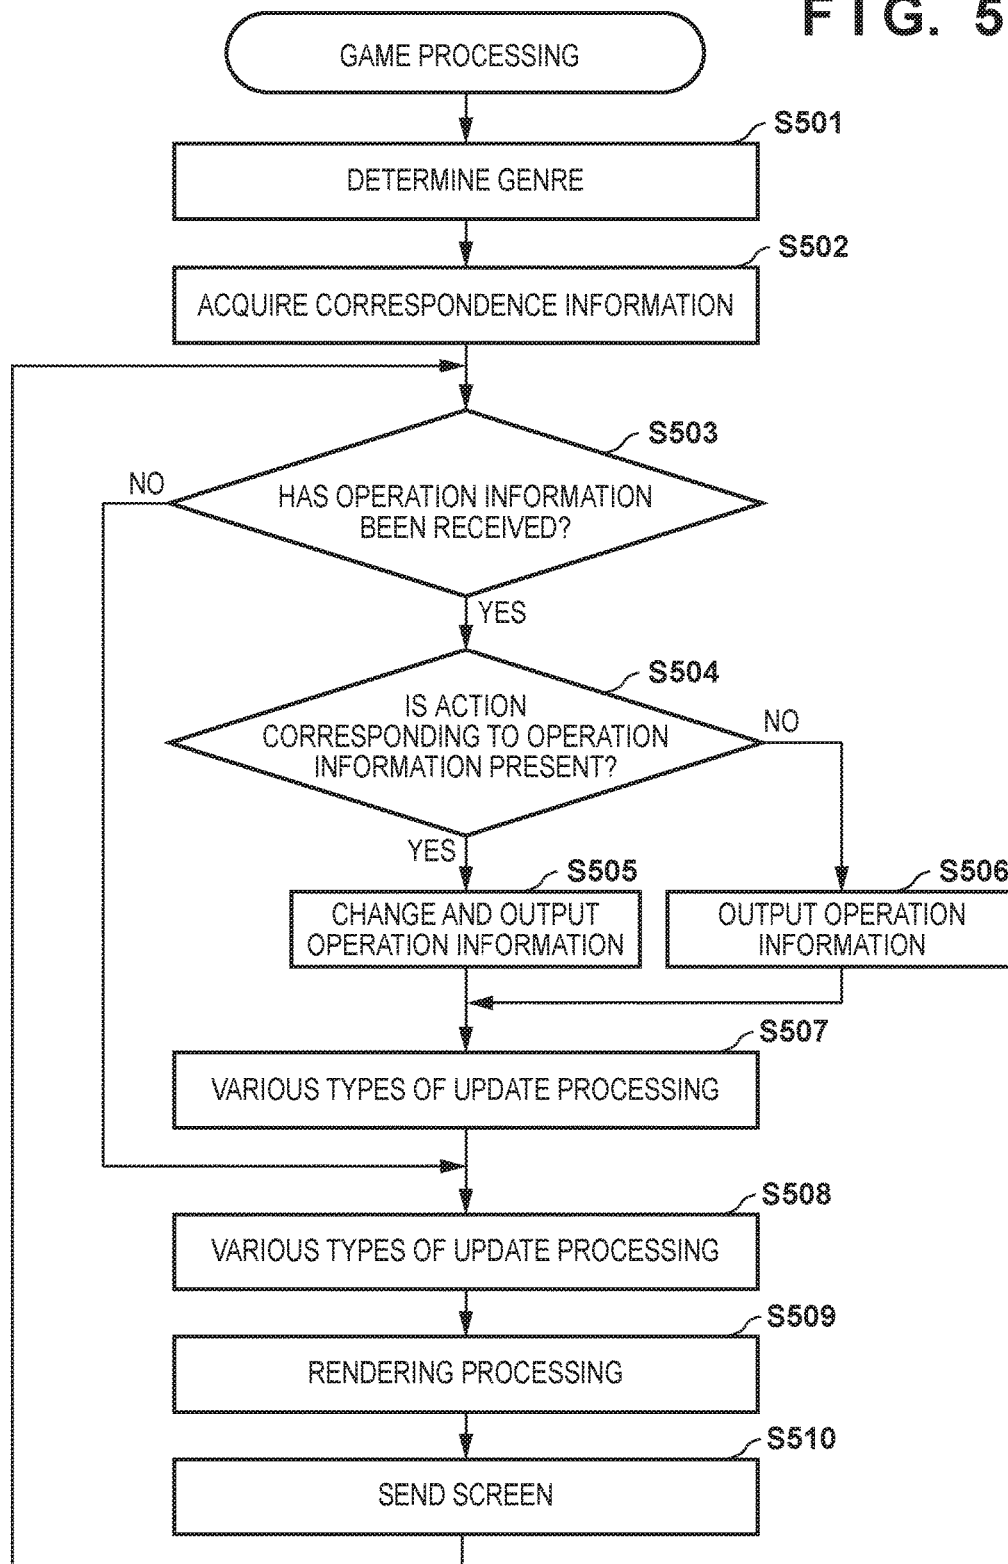 FIG. 5
GAME PROCESSING
S501
DETERMINE GENRE
S502
ACQUIRE CORRESPONDENCE INFORMATION
S503
NO
HAS OPERATION INFORMATION
BEEN RECEIVED?
YES
S504
IS ACTION
CORRESPONDING TO OPERATION
INFORMATION PRESENT?
NO
YES
S505
CHANGE AND OUTPUT
OPERATION INFORMATION
S506
OUTPUT OPERATION
INFORMATION
S507
VARIOUS TYPES OF UPDATE PROCESSING
S508
VARIOUS TYPES OF UPDATE PROCESSING
S509
RENDERING PROCESSING
S510
SEND SCREEN